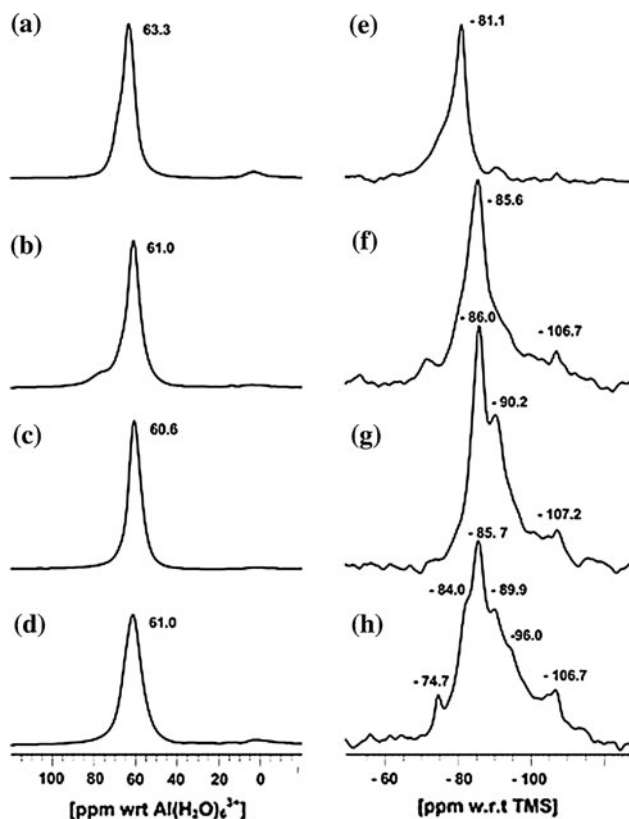 (a)
63.3
(b)
61.0
(c)
60.6
(d)
61.0
100 80 60 40 20 0
[ppm wrt Al(H₂O)₆³⁺]
(e)
- 81.1
(f)
- 85.6
- 106.7
(g)
- 86.0
- 90.2
- 107.2
(h)
- 85.7
- 84.0
- 89.9
- 96.0
- 74.7
- 106.7
- 60 - 80 - 100
[ppm w.r.t TMS]